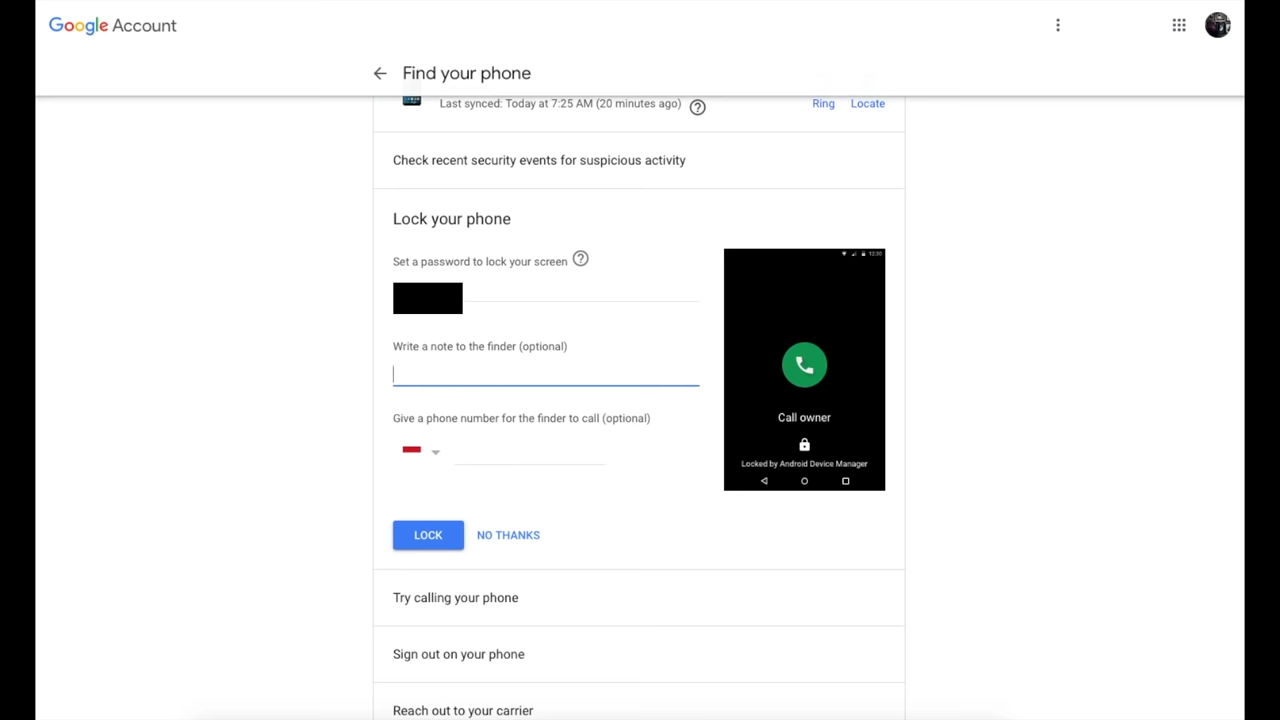 Google Account
Find your phone
Last synced: Today at 7:25 AM (20 minutes ago) ?
Ring Locate
Check recent security events for suspicious activity
Lock your phone
Set a password to lock your screen ?
12:30
Write a note to the finder (optional)
Give a phone number for the finder to call (optional)
Call owner
Locked by Android Device Manager
LOCK NO THANKS
Try calling your phone
Sign out on your phone
Reach out to your carrier